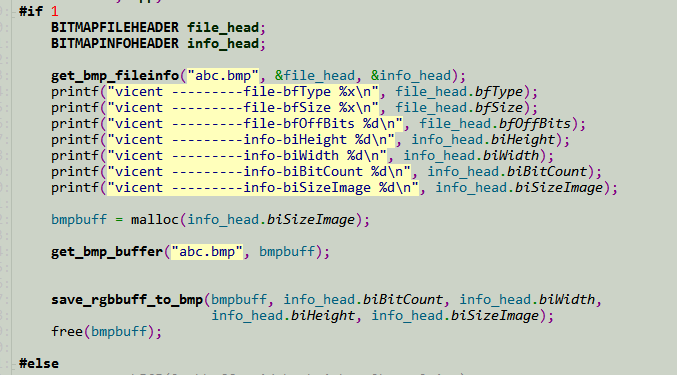 #if 1
BITMAPFILEHEADER file_head;
BITMAPINFOHEADER info_head;
get_bmp_fileinfo("abc.bmp", &file_head, &info_head);
printf("vicent ---------file-bfType %x\n", file_head.bfType);
printf("vicent ---------file-bfSize %x\n", file_head.bfSize);
printf("vicent ---------file-bfOffBits %d\n", file_head.bfOffBits);
printf("vicent ---------info-biHeight %d\n", info_head.biHeight);
printf("vicent ---------info-biWidth %d\n", info_head.biWidth);
printf("vicent ---------info-biBitCount %d\n", info_head.biBitCount);
printf("vicent ---------info-biSizeImage %d\n", info_head.biSizeImage);
bmpbuff = malloc(info_head.biSizeImage);
get_bmp_buffer("abc.bmp", bmpbuff);
save_rgbbuff_to_bmp(bmpbuff, info_head.biBitCount, info_head.biWidth,
info_head.biHeight, info_head.biSizeImage);
free(bmpbuff);
#else